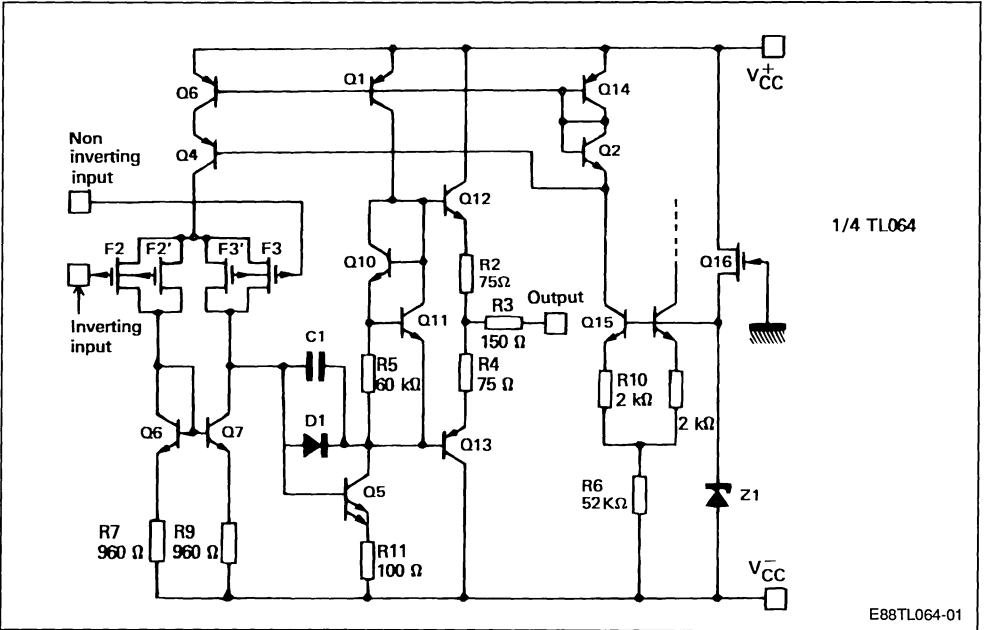 Q6
Q1
Q14
V+CC
Non
inverting
input
Q4
Q2
Q12
1/4 TL064
F2
F2'
F3'
F3
Q10
R2
75Ω
Q16
Output
R3
150 Ω
Q11
Q15
Inverting
input
C1
R5
60 kΩ
R4
75 Ω
R10
2 kΩ
2 kΩ
D1
Q6
Q7
Q13
Q5
R6
52KΩ
Z1
R7
960 Ω
R9
960 Ω
R11
100 Ω
V-CC
E88TL064-01